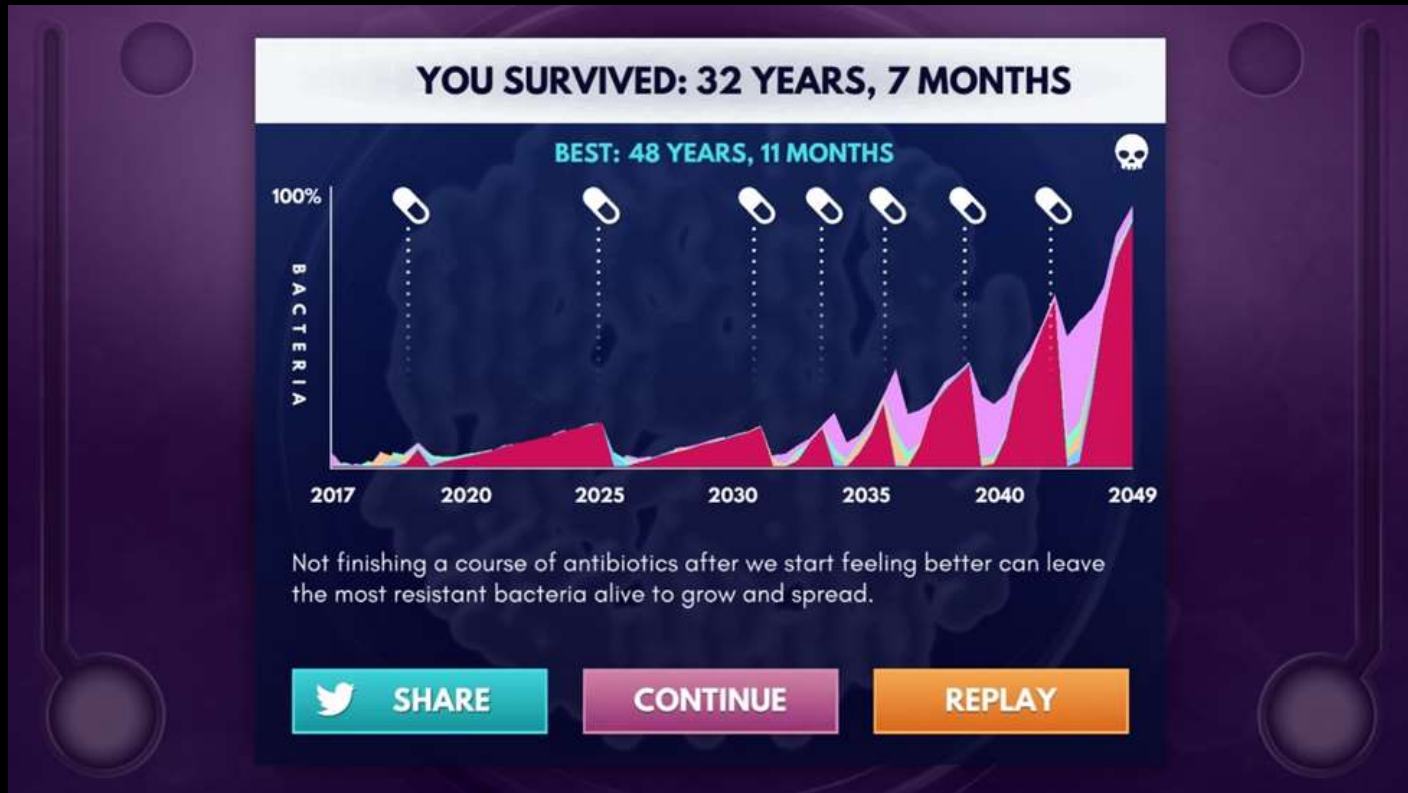 YOU SURVIVED: 32 YEARS, 7 MONTHS
BEST: 48 YEARS, 11 MONTHS
100%
BACTERIA
2017 2020 2025 2030 2035 2040 2049
Not finishing a course of antibiotics after we start feeling better can leave
the most resistant bacteria alive to grow and spread.
SHARE CONTINUE REPLAY